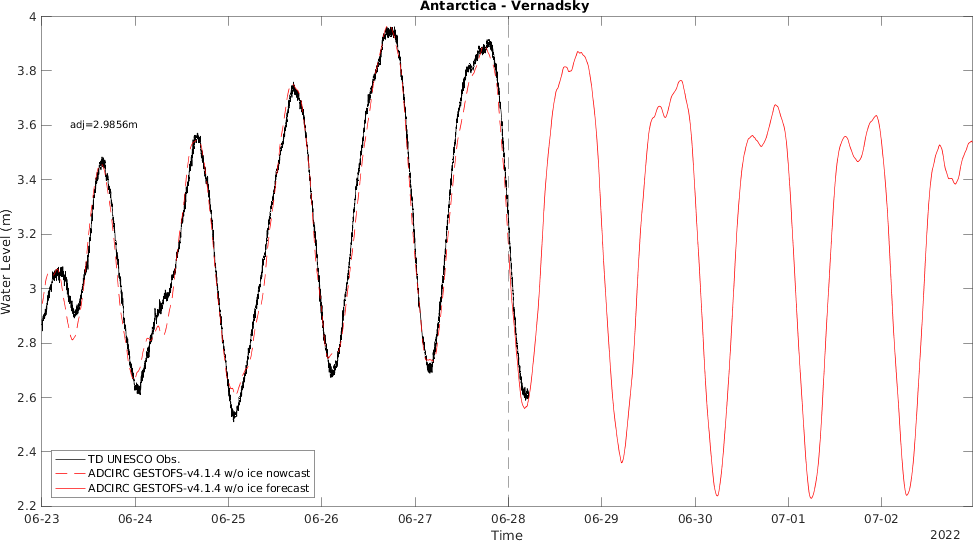 Antarctica - Vernadsky
4
3.8
3.6
3.4
3.2
3
2.8
2.6
2.4
2.2
Water Level (m)
adj=2.9856m
TD UNESCO Obs.
ADCIRC GESTOFS-v4.1.4 w/o ice nowcast
ADCIRC GESTOFS-v4.1.4 w/o ice forecast
06-23 06-24 06-25 06-26 06-27 06-28 06-29 06-30 07-01 07-02
Time
2022